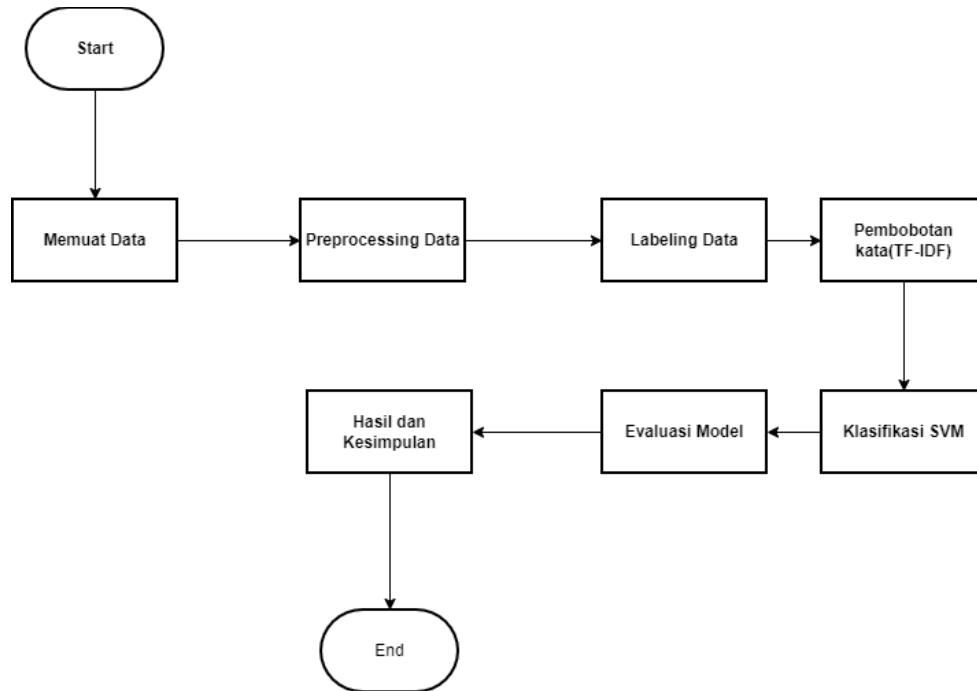 Start
Memuat Data
Preprocessing Data
Labeling Data
Pembobotan
kata(TF-IDF)
Klasifikasi SVM
Evaluasi Model
Hasil dan
Kesimpulan
End